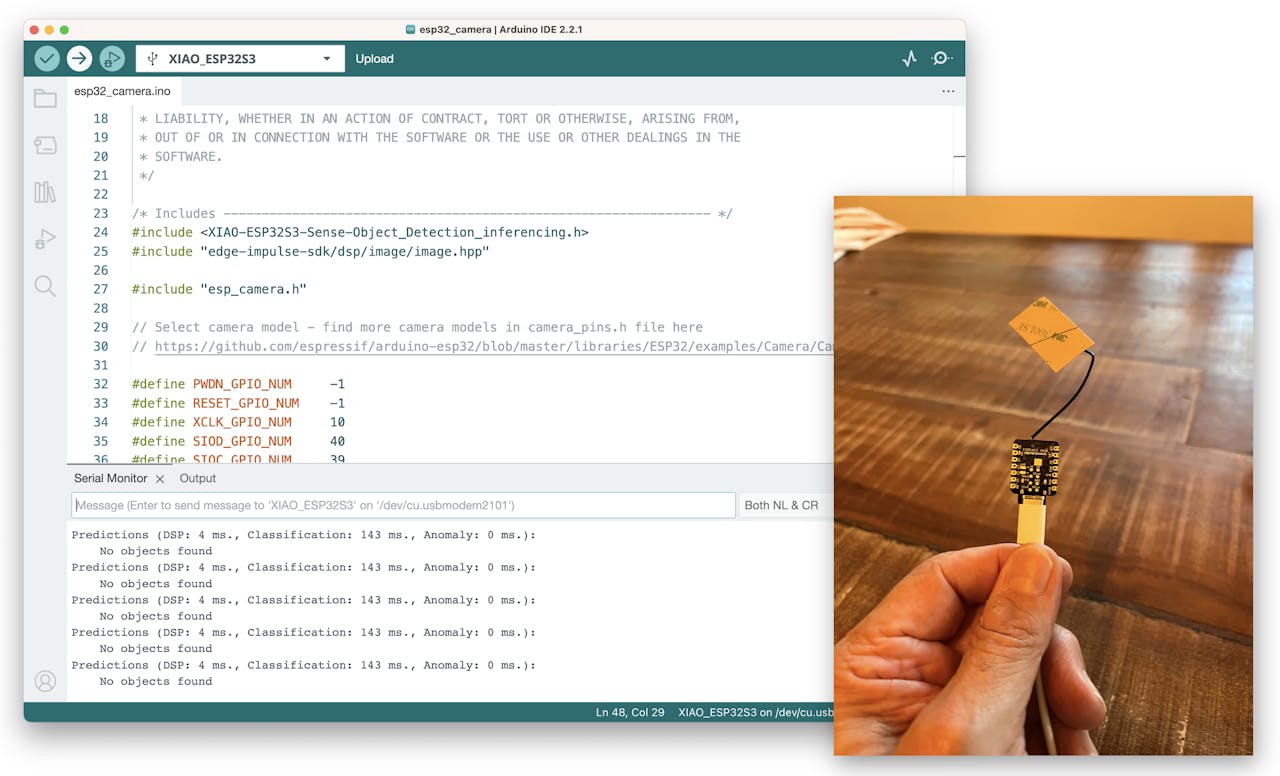 esp32_camera | Arduino IDE 2.2.1
XIAO_ESP32S3
Upload
esp32_camera.ino
18 * LIABILITY, WHETHER IN AN ACTION OF CONTRACT, TORT OR OTHERWISE, ARISING FROM,
19 * OUT OF OR IN CONNECTION WITH THE SOFTWARE OR THE USE OR OTHER DEALINGS IN THE
20 * SOFTWARE.
21 */
22
23 /* Includes ---------------------------------------------------------------- */
24 #include <XIAO-ESP32S3-Sense-Object_Detection_inferencing.h>
25 #include "edge-impulse-sdk/dsp/image/image.hpp"
26
27 #include "esp_camera.h"
28
29 // Select camera model - find more camera models in camera_pins.h file here
30 // https://github.com/espressif/arduino-esp32/blob/master/libraries/ESP32/examples/Camera/Ca
31
32 #define PWDN_GPIO_NUM -1
33 #define RESET_GPIO_NUM -1
34 #define XCLK_GPIO_NUM 10
35 #define SIOD_GPIO_NUM 40
36 #define SIOC_GPIO_NUM 39
Serial Monitor Output
Message (Enter to send message to 'XIAO_ESP32S3' on '/dev/cu.usbmodem2101')
Both NL & CR
Predictions (DSP: 4 ms., Classification: 143 ms., Anomaly: 0 ms.):
No objects found
Predictions (DSP: 4 ms., Classification: 143 ms., Anomaly: 0 ms.):
No objects found
Predictions (DSP: 4 ms., Classification: 143 ms., Anomaly: 0 ms.):
No objects found
Predictions (DSP: 4 ms., Classification: 143 ms., Anomaly: 0 ms.):
No objects found
Predictions (DSP: 4 ms., Classification: 143 ms., Anomaly: 0 ms.):
No objects found
Ln 48, Col 29 XIAO_ESP32S3 on /dev/cu.usb
3M